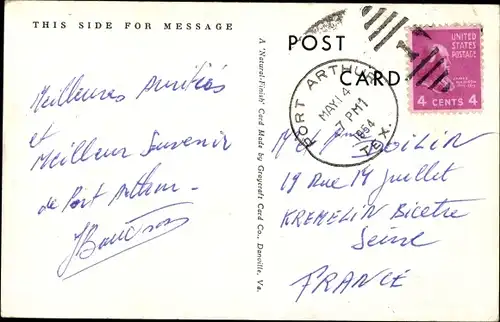 THIS SIDE FOR MESSAGE
Meilleures Amitiés
et
Meilleur Souvenir
de Port Arthur
A 'Natural-Finish' Card Made by Graycraft Card Co., Danville, Va.
POST CARD
PORT ARTHUR
MAY 14
7 PM
1954
TEX.
UNITED
STATES
POSTAGE
4 CENTS 4
19 Rue 14 Juillet
KREMELIN Bicetre
Seine
FRANCE